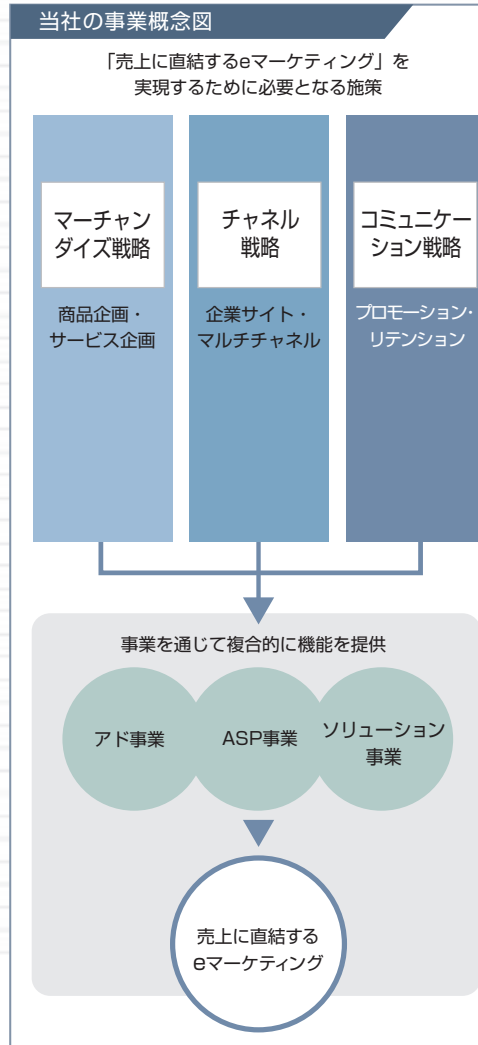 当社の事業概念図
「売上に直結するeマーケティング」を
実現するために必要となる施策
マーチャン
ダイズ戦略
商品企画・
サービス企画
チャネル
戦略
企業サイト・
マルチチャネル
コミュニケー
ション戦略
プロモーション・
リテンション
事業を通じて複合的に機能を提供
アド事業
ASP事業
ソリューション
事業
売上に直結する
eマーケティング